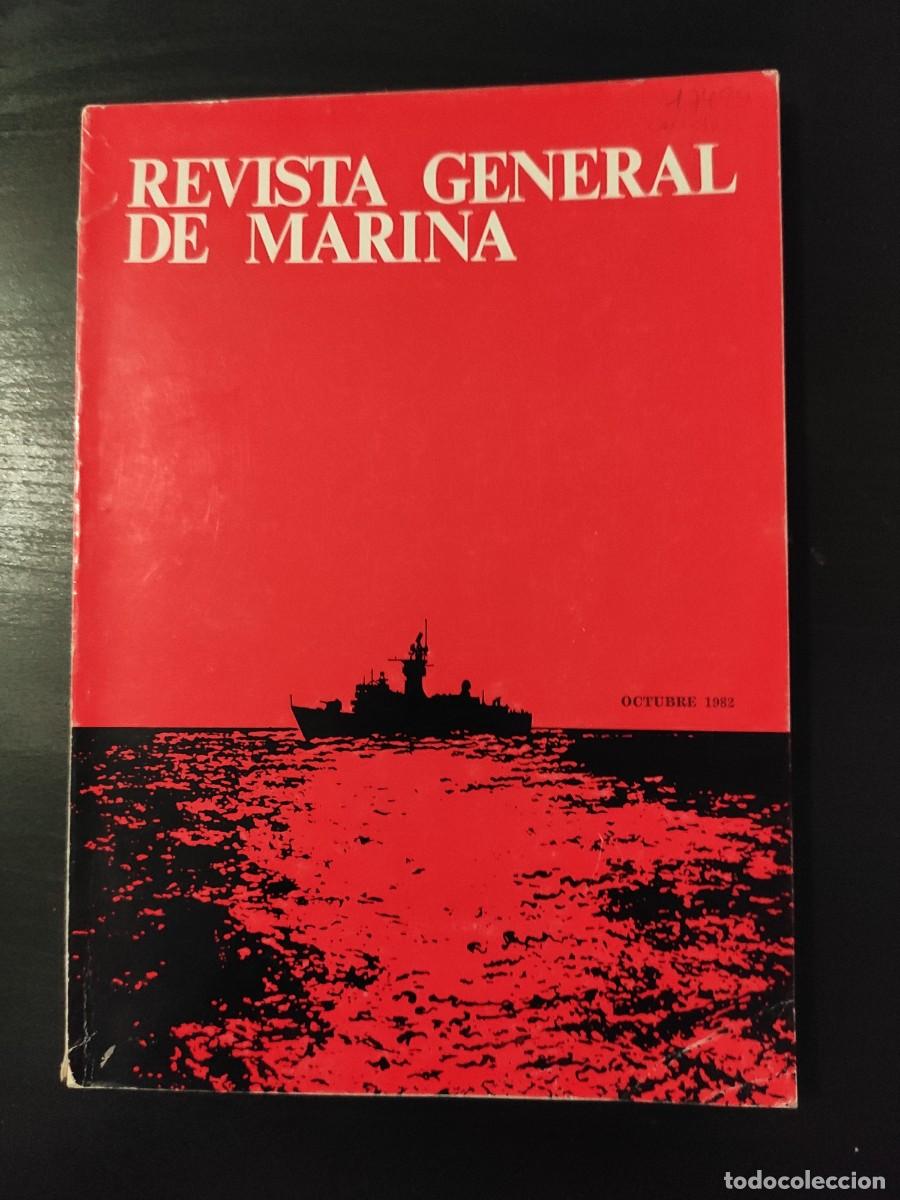 REVISTA GENERAL
DE MARINA
OCTUBRE 1982
todocoleccion